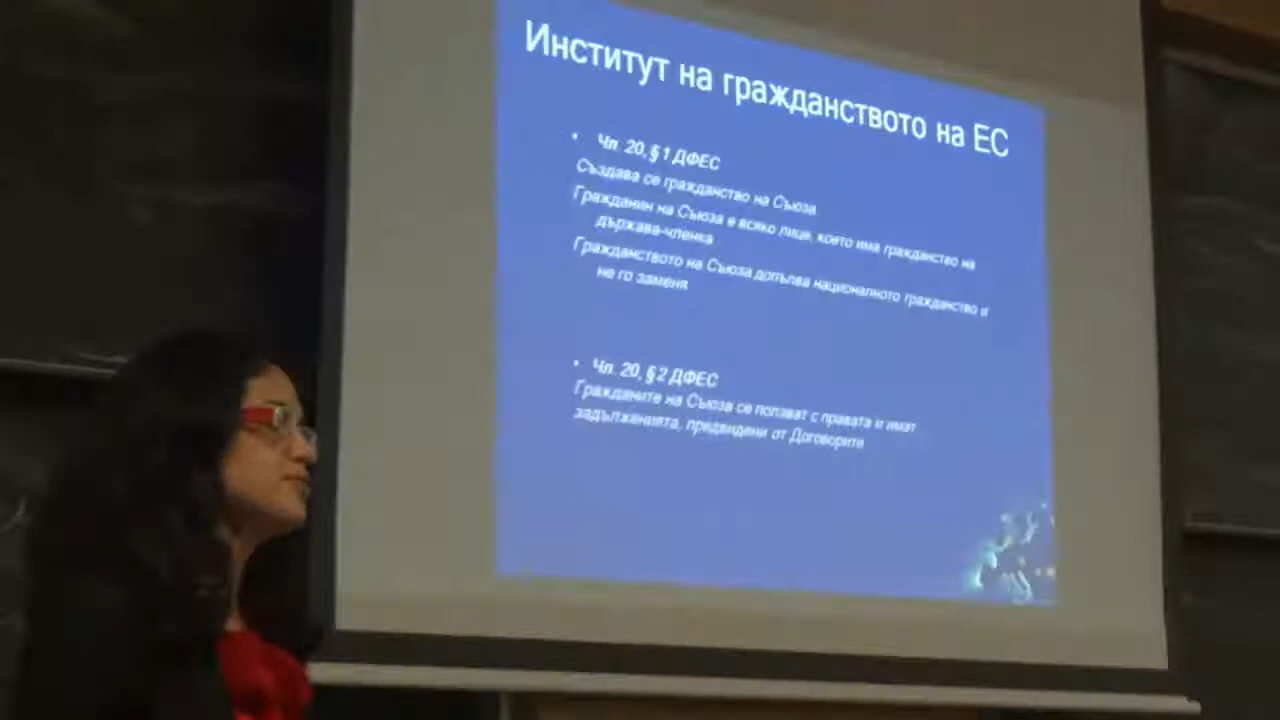 Институт на гражданството на ЕС
• Чл. 20, §1 ДФЕС
Създава се гражданство на Съюза.
Гражданин на Съюза е всяко лице, което има гражданство на
държава-членка.
Гражданството на Съюза допълва националното гражданство и
не го заменя.
• Чл. 20, §2 ДФЕС
Гражданите на Съюза се ползват с правата и имат
задълженията, предвидени от Договорите